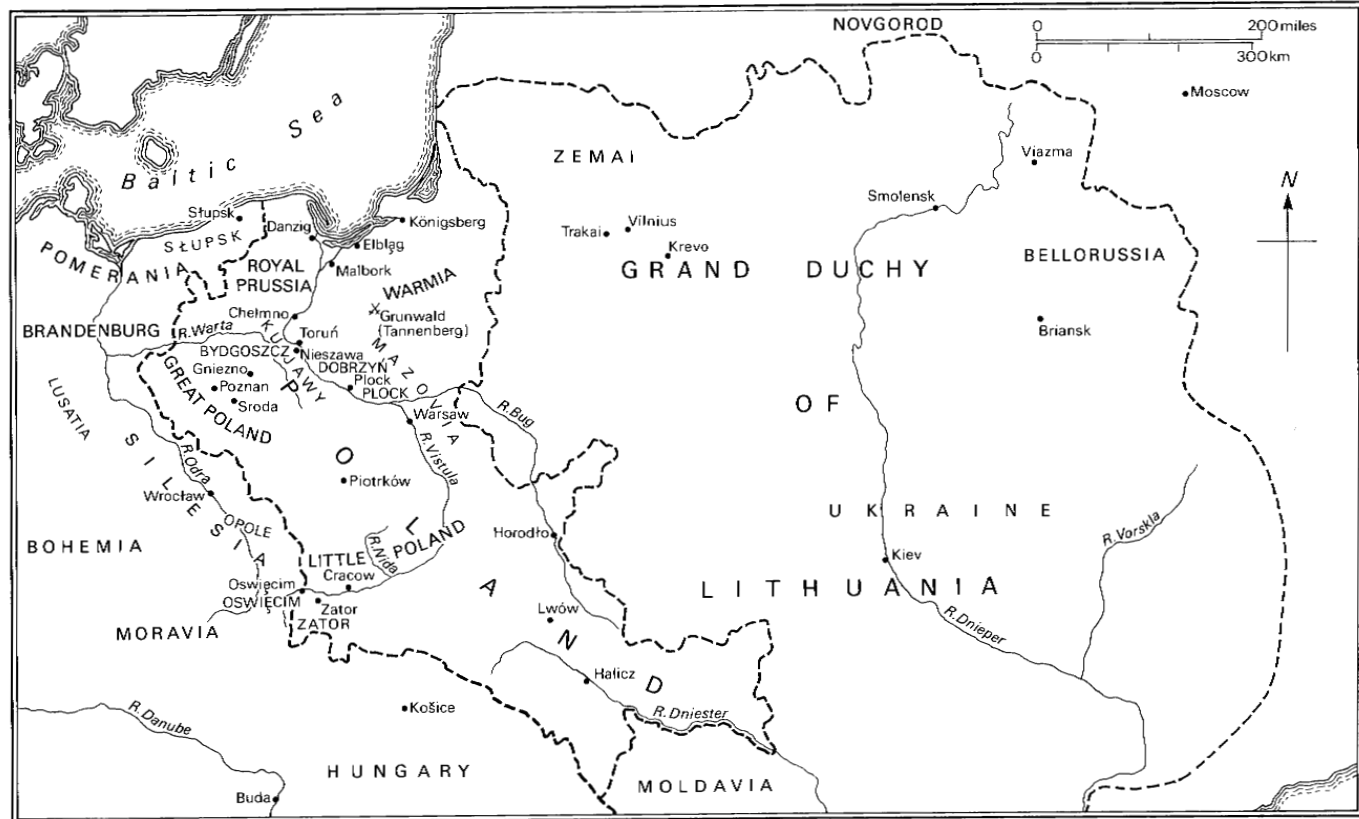 NOVGOROD
0 200 miles
0 300 km
Moscow
Baltic Sea
ZEMAI
Viazma
N
Smolensk
Słupsk
SŁUPSK
Danzig
Königsberg
Elbląg
Trakai
Vilnius
Krevo
POMERANIA
ROYAL
PRUSSIA
Malbork
WARMIA
GRAND DUCHY
BELLORUSSIA
Grunwald
(Tannenberg)
Chełmno
BRANDENBURG
R.Warta
KUJAWY
Toruń
Briansk
BYDGOSZCZ
Nieszawa
DOBRZYN
MAZOVIA
GREAT POLAND
Gniezno
Poznan
Sroda
Plock
PLOCK
LUSATIA
P O L A N D
OF
Warsaw
R.Bug
R.Vistula
SILESIA
R.Odra
Piotrków
Wrocław
UKRAINE
R.Vorskla
OPOLE
Horodło
BOHEMIA
LITTLE POLAND
R.Nida
Kiev
Cracow
LITHUANIA
Oswięcim
OSWIĘCIM
Zator
ZATOR
Lwów
R.Dnieper
MORAVIA
Halicz
R.Dniester
Košice
R.Danube
HUNGARY
MOLDAVIA
Buda